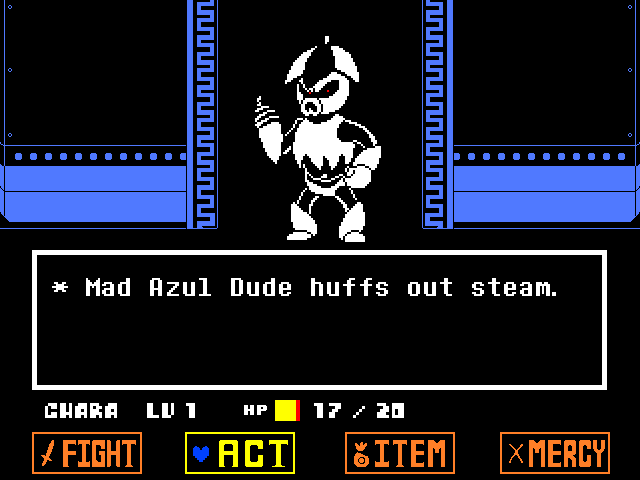 * Mad Azul Dude huffs out steam.
CHARA LV 1 HP 17 / 20
FIGHT ACT ITEM MERCY